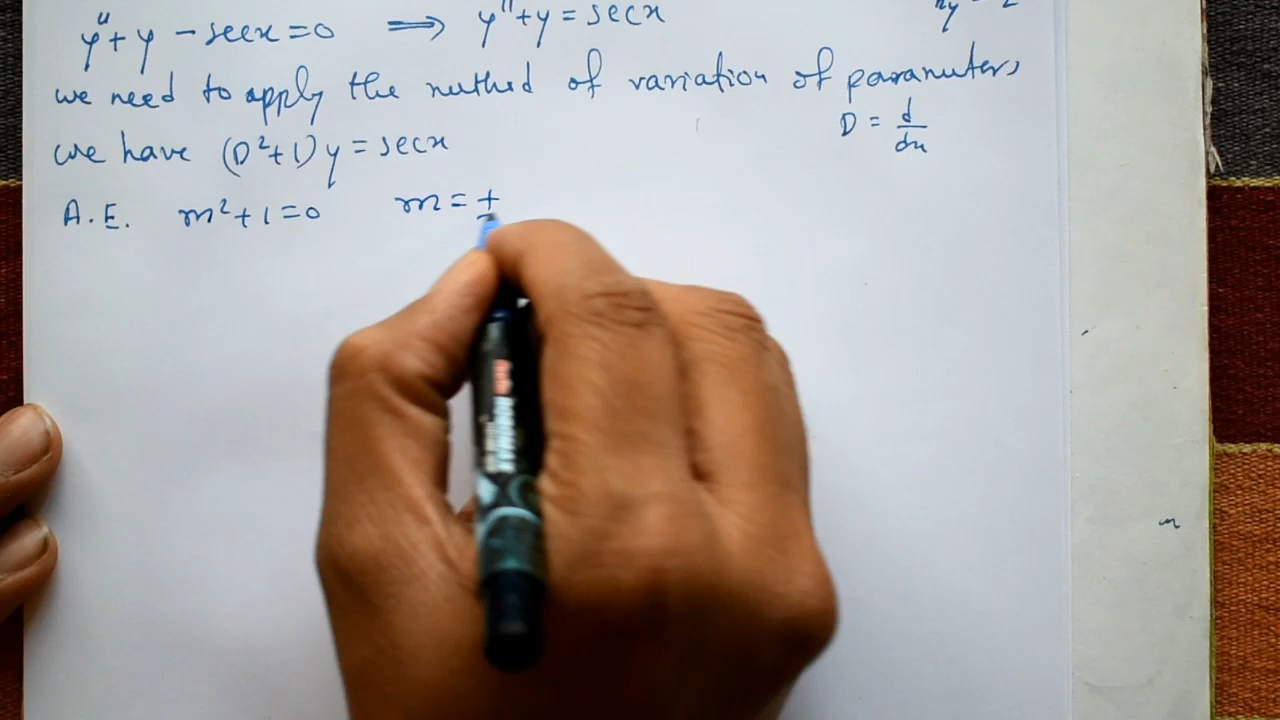 y'' + y - secx = 0 ⟹ y'' + y = secx
we need to apply the method of variation of parameters
D = d/dx
we have (D² + 1) y = secx
A.E. m² + 1 = 0 m = ±